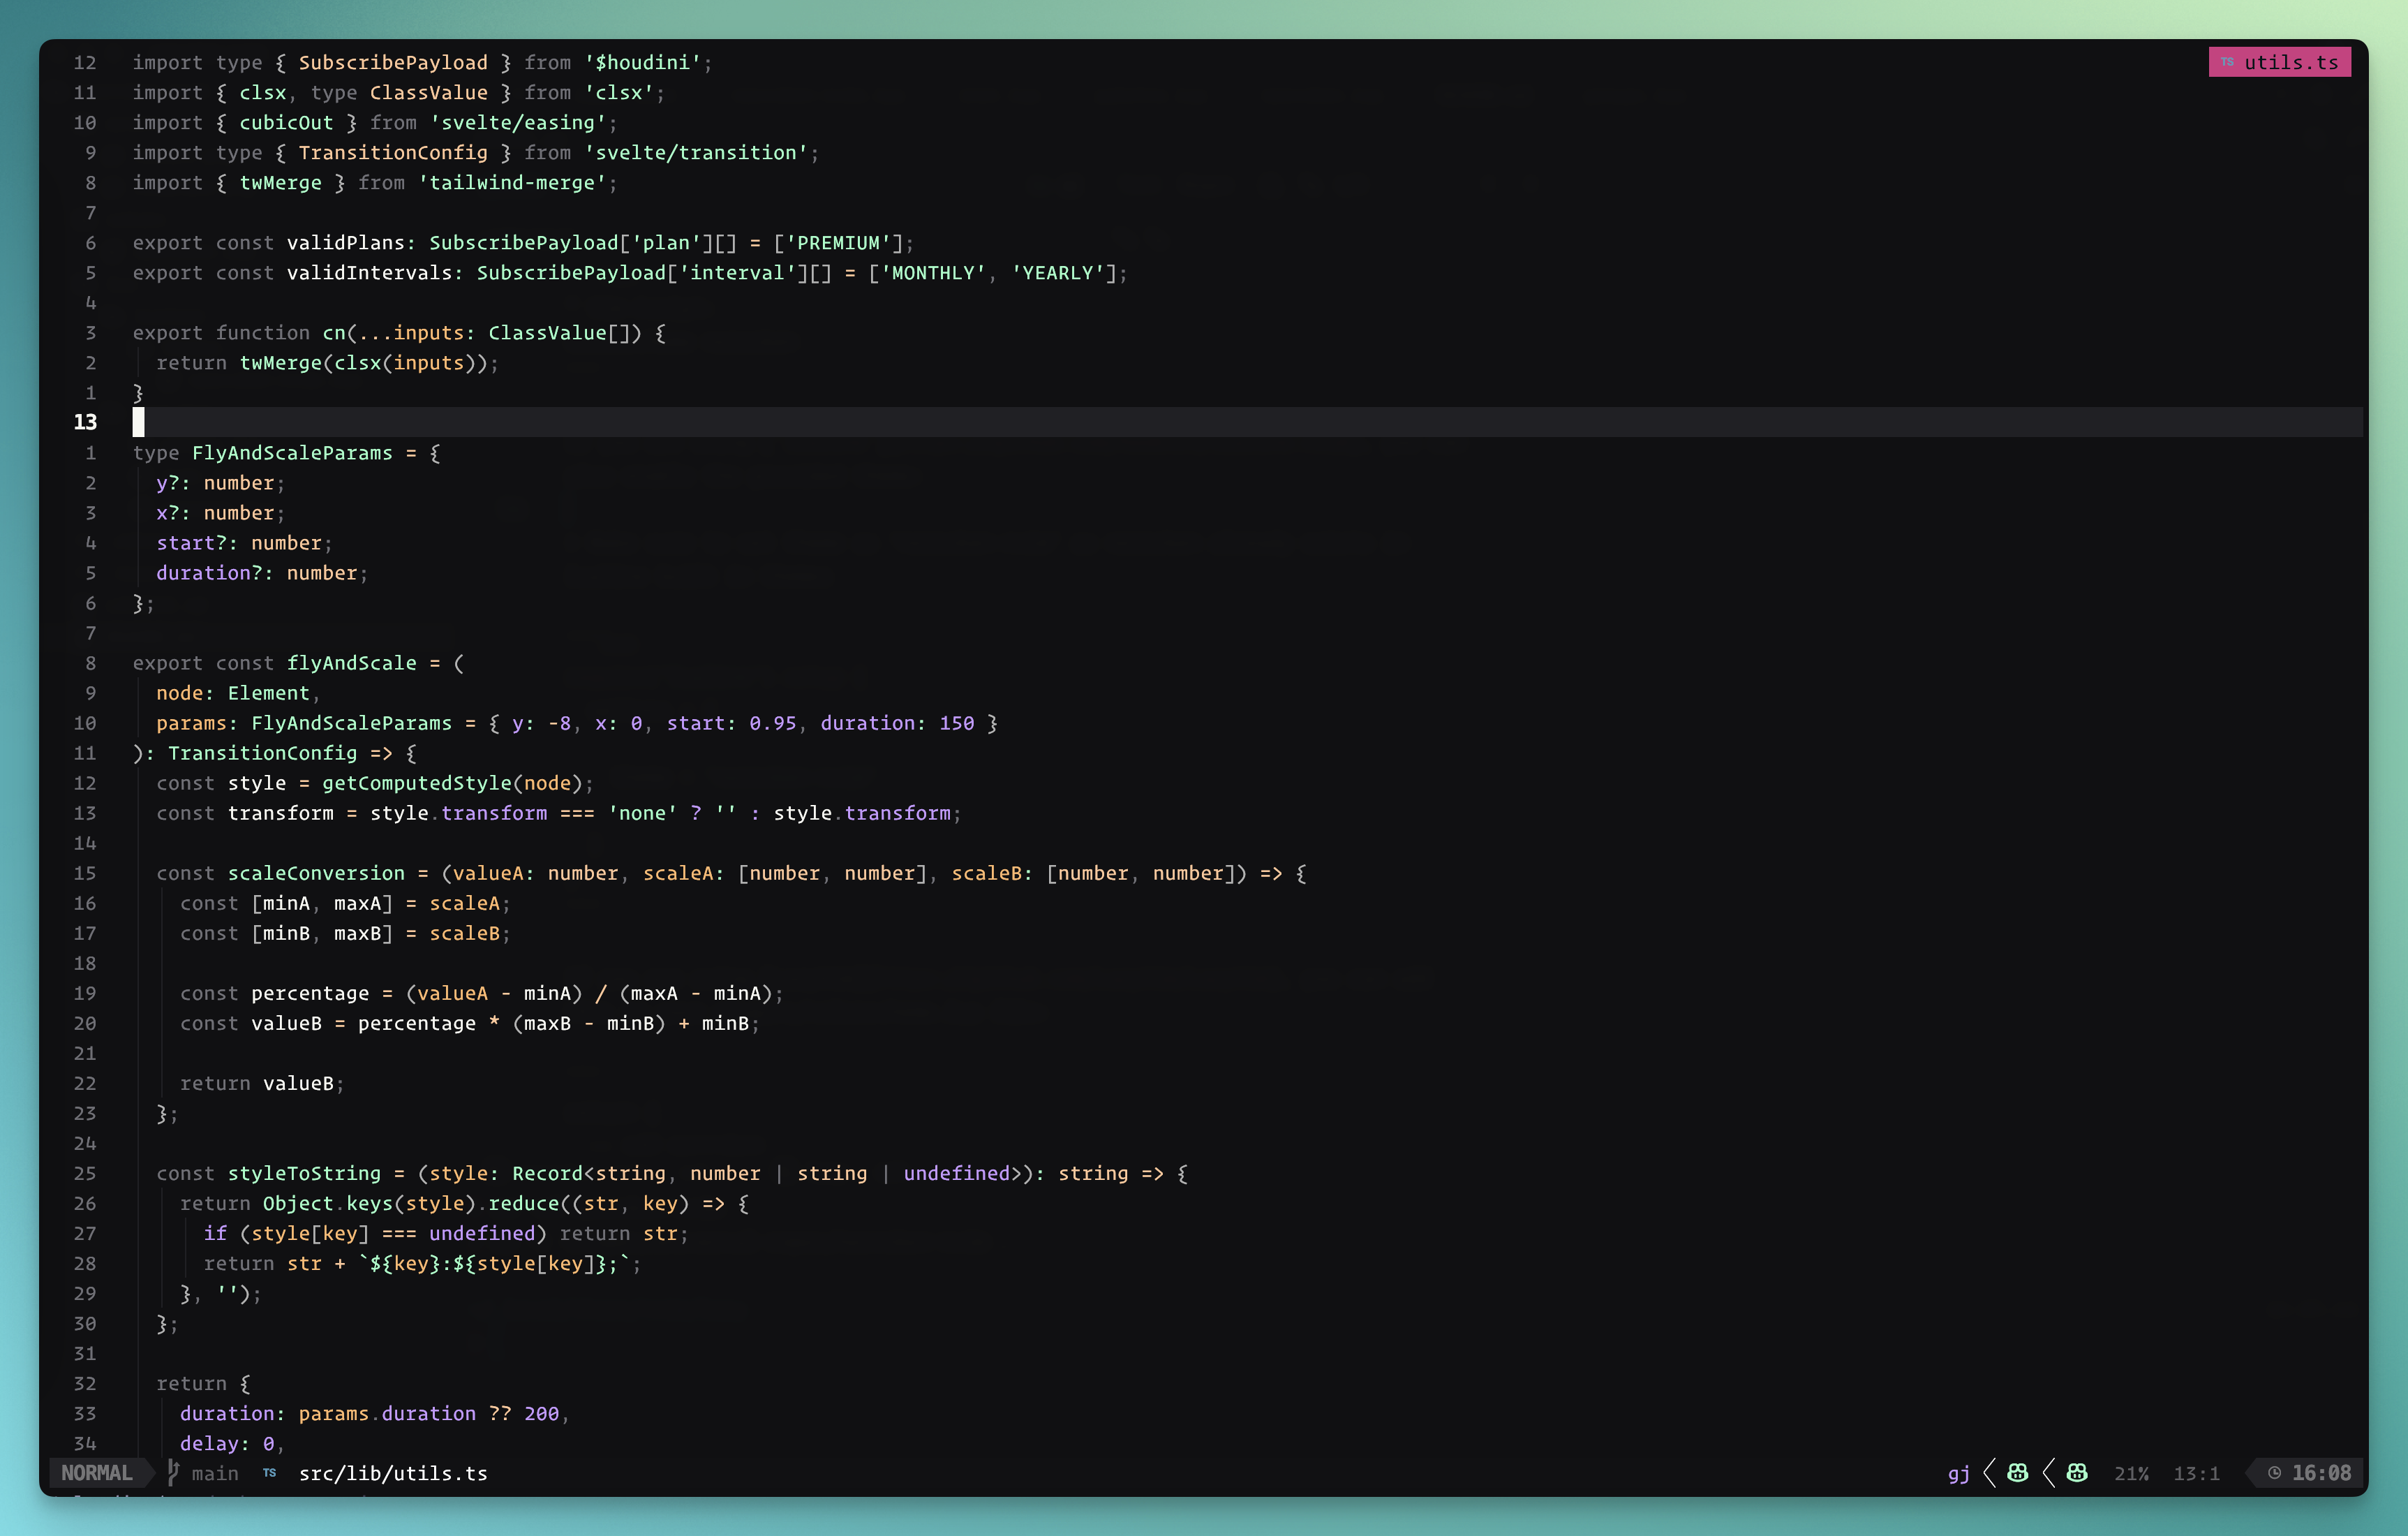 12 import type { SubscribePayload } from '$houdini';
TS utils.ts
11 import { clsx, type ClassValue } from 'clsx';
10 import { cubicOut } from 'svelte/easing';
9 import type { TransitionConfig } from 'svelte/transition';
8 import { twMerge } from 'tailwind-merge';
7
6 export const validPlans: SubscribePayload['plan'][] = ['PREMIUM'];
5 export const validIntervals: SubscribePayload['interval'][] = ['MONTHLY', 'YEARLY'];
4
3 export function cn(...inputs: ClassValue[]) {
2   return twMerge(clsx(inputs));
1 }
13
1 type FlyAndScaleParams = {
2   y?: number;
3   x?: number;
4   start?: number;
5   duration?: number;
6 };
7
8 export const flyAndScale = (
9   node: Element,
10   params: FlyAndScaleParams = { y: -8, x: 0, start: 0.95, duration: 150 }
11 ): TransitionConfig => {
12   const style = getComputedStyle(node);
13   const transform = style.transform === 'none' ? '' : style.transform;
14
15   const scaleConversion = (valueA: number, scaleA: [number, number], scaleB: [number, number]) => {
16     const [minA, maxA] = scaleA;
17     const [minB, maxB] = scaleB;
18
19     const percentage = (valueA - minA) / (maxA - minA);
20     const valueB = percentage * (maxB - minB) + minB;
21
22     return valueB;
23   };
24
25   const styleToString = (style: Record<string, number | string | undefined>): string => {
26     return Object.keys(style).reduce((str, key) => {
27       if (style[key] === undefined) return str;
28       return str + `${key}:${style[key]};`;
29     }, '');
30   };
31
32   return {
33     duration: params.duration ?? 200,
34     delay: 0,
NORMAL main TS src/lib/utils.ts gj 21% 13:1 16:08